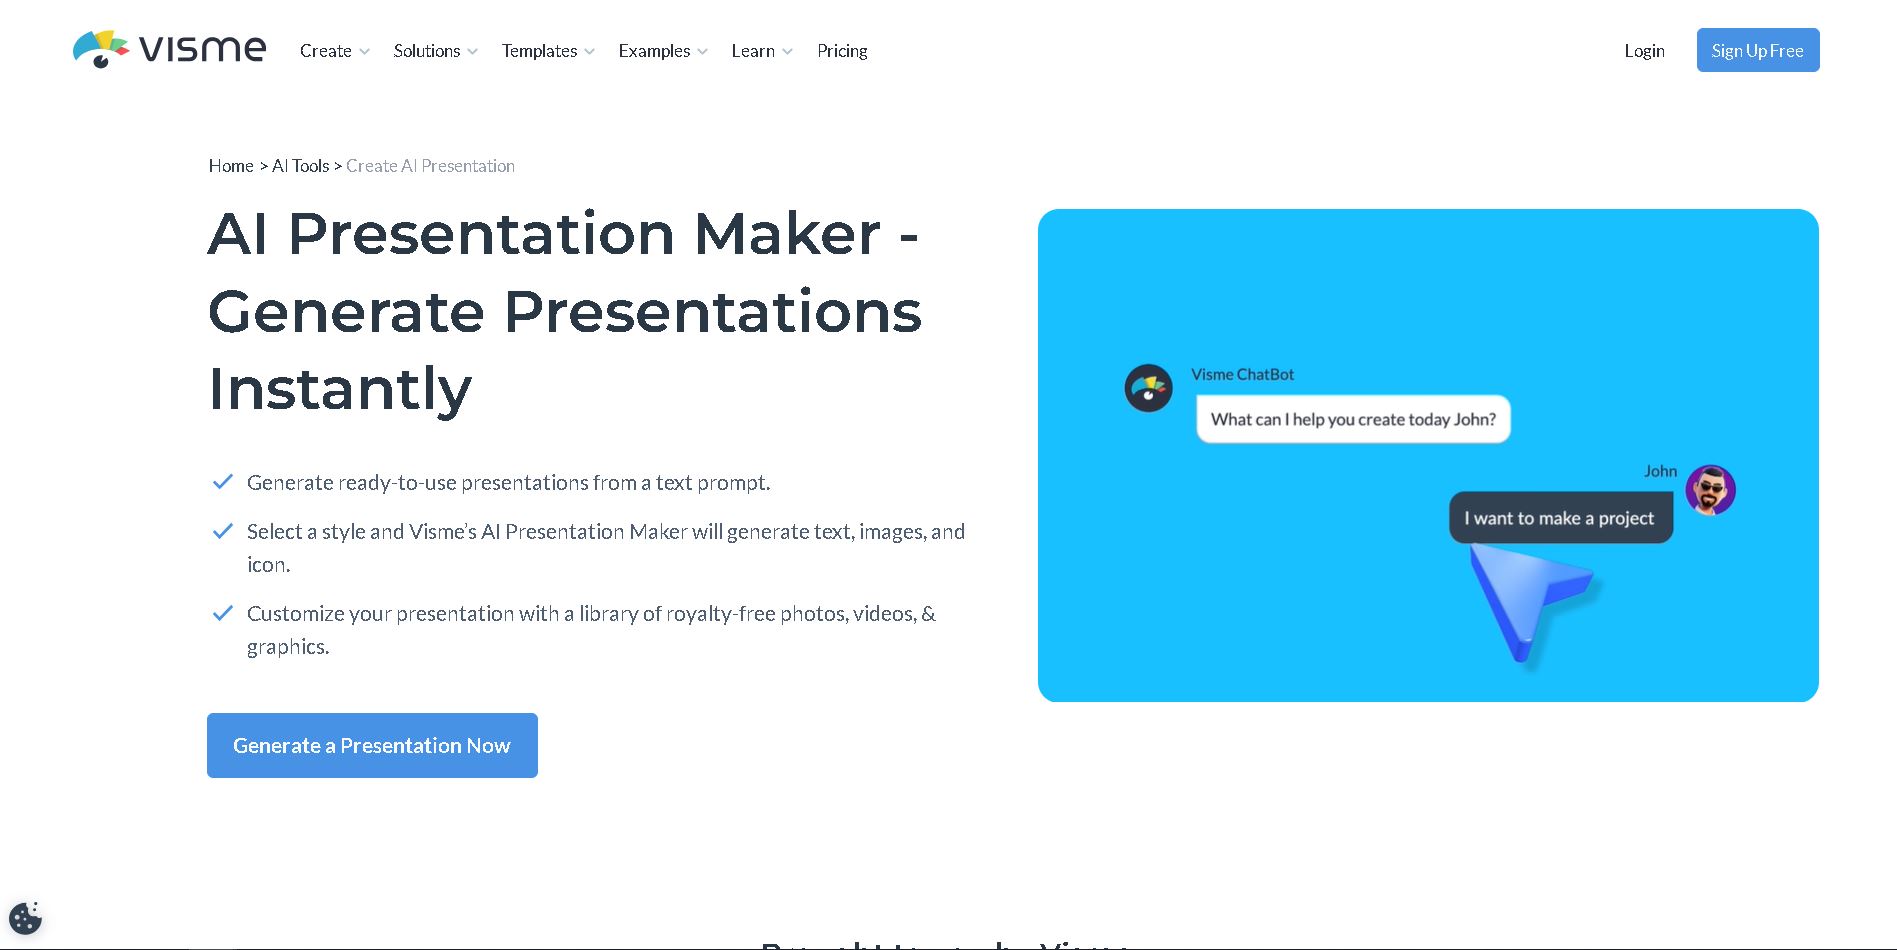 VISME
Create
Solutions
Templates
Examples
Learn
Pricing
Login
Sign Up Free
Home > AI Tools > Create AI Presentation
AI Presentation Maker -
Generate Presentations
Instantly
Generate ready-to-use presentations from a text prompt.
Select a style and Visme’s AI Presentation Maker will generate text, images, and
icon.
Customize your presentation with a library of royalty-free photos, videos, &
graphics.
Generate a Presentation Now
Visme ChatBot
What can I help you create today John?
John
I want to make a project